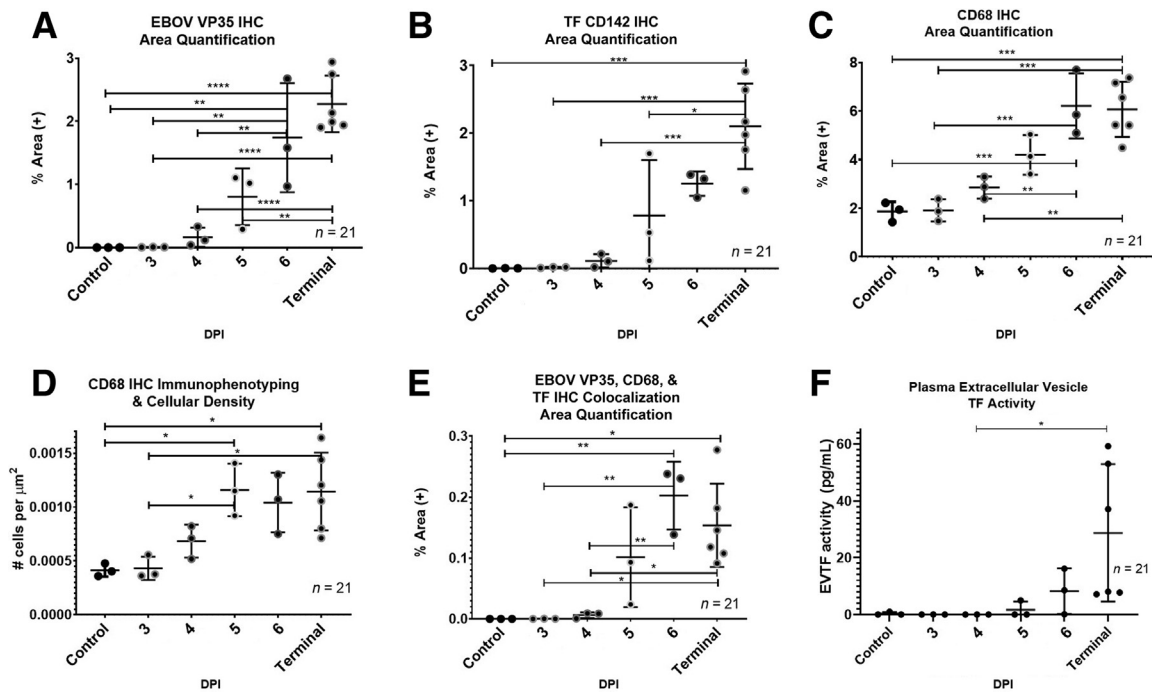 A
EBOV VP35 IHC
Area Quantification
% Area (+)
3
2
1
0
****
**
**
**
****
****
**
n = 21
Control
3
4
5
6
Terminal
DPI
B
TF CD142 IHC
Area Quantification
% Area (+)
3
2
1
0
***
***
*
***
n = 21
Control
3
4
5
6
Terminal
DPI
C
CD68 IHC
Area Quantification
% Area (+)
8
6
4
2
0
***
***
***
***
**
**
n = 21
Control
3
4
5
6
Terminal
DPI
D
CD68 IHC Immunophenotyping
& Cellular Density
# cells per μm2
0.0015
0.0010
0.0005
0.0000
*
*
*
*
n = 21
Control
3
4
5
6
Terminal
DPI
E
EBOV VP35, CD68, &
TF IHC Colocalization
Area Quantification
% Area (+)
0.3
0.2
0.1
0.0
*
**
**
**
*
*
n = 21
Control
3
4
5
6
Terminal
DPI
F
Plasma Extracellular Vesicle
TF Activity
EVTF activity (pg/mL)
60
40
20
0
*
n = 21
Control
3
4
5
6
Terminal
DPI